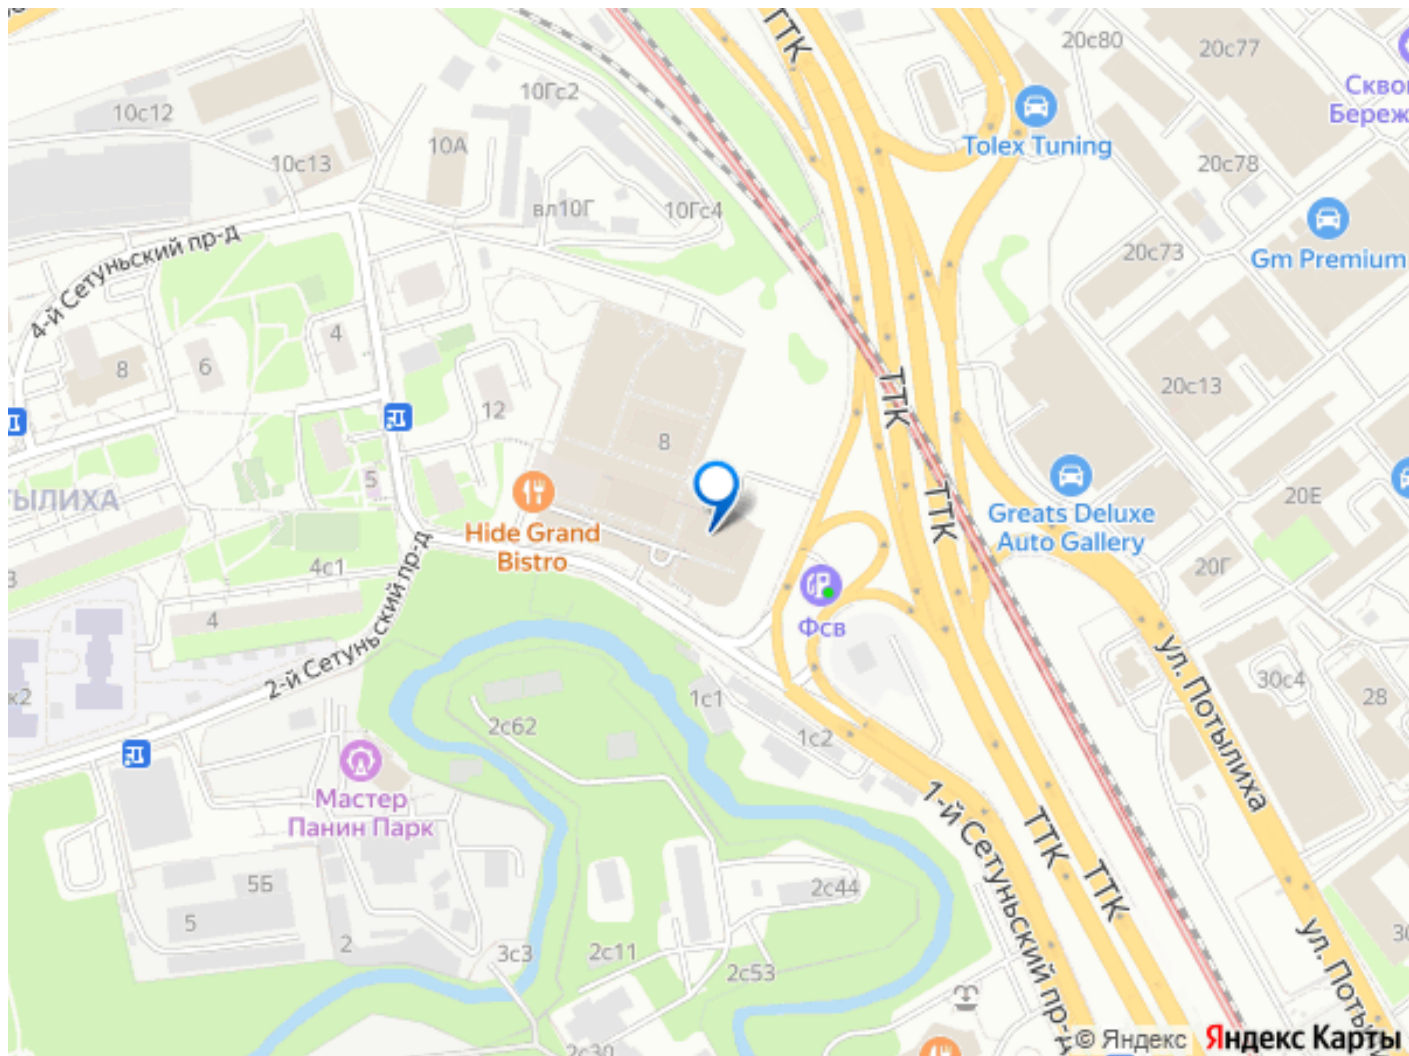 ТТК
20с80
20с77
Tolex Tuning
10Гс2
10с12
10А
10с13
20с78
вл10Г
10Гс4
4-й Сетуньский пр-д
20с73
Gm Premium
4
8
6
20с13
ТТК
12
8
5
Hide Grand
Bistro
ТТК
Greats Deluxe
Auto Gallery
20Е
20Г
4с1
4
2-й Сетуньский пр-д
Фсв
ул. Потылиха
30с4
28
к2
1с1
2с62
1с2
Мастер
Панин Парк
1-й Сетуньский пр-д
ТТК
ТТК
5Б
5
2
3с3
2с44
2с11
2с53
2с30
© Яндекс
Яндекс Карты